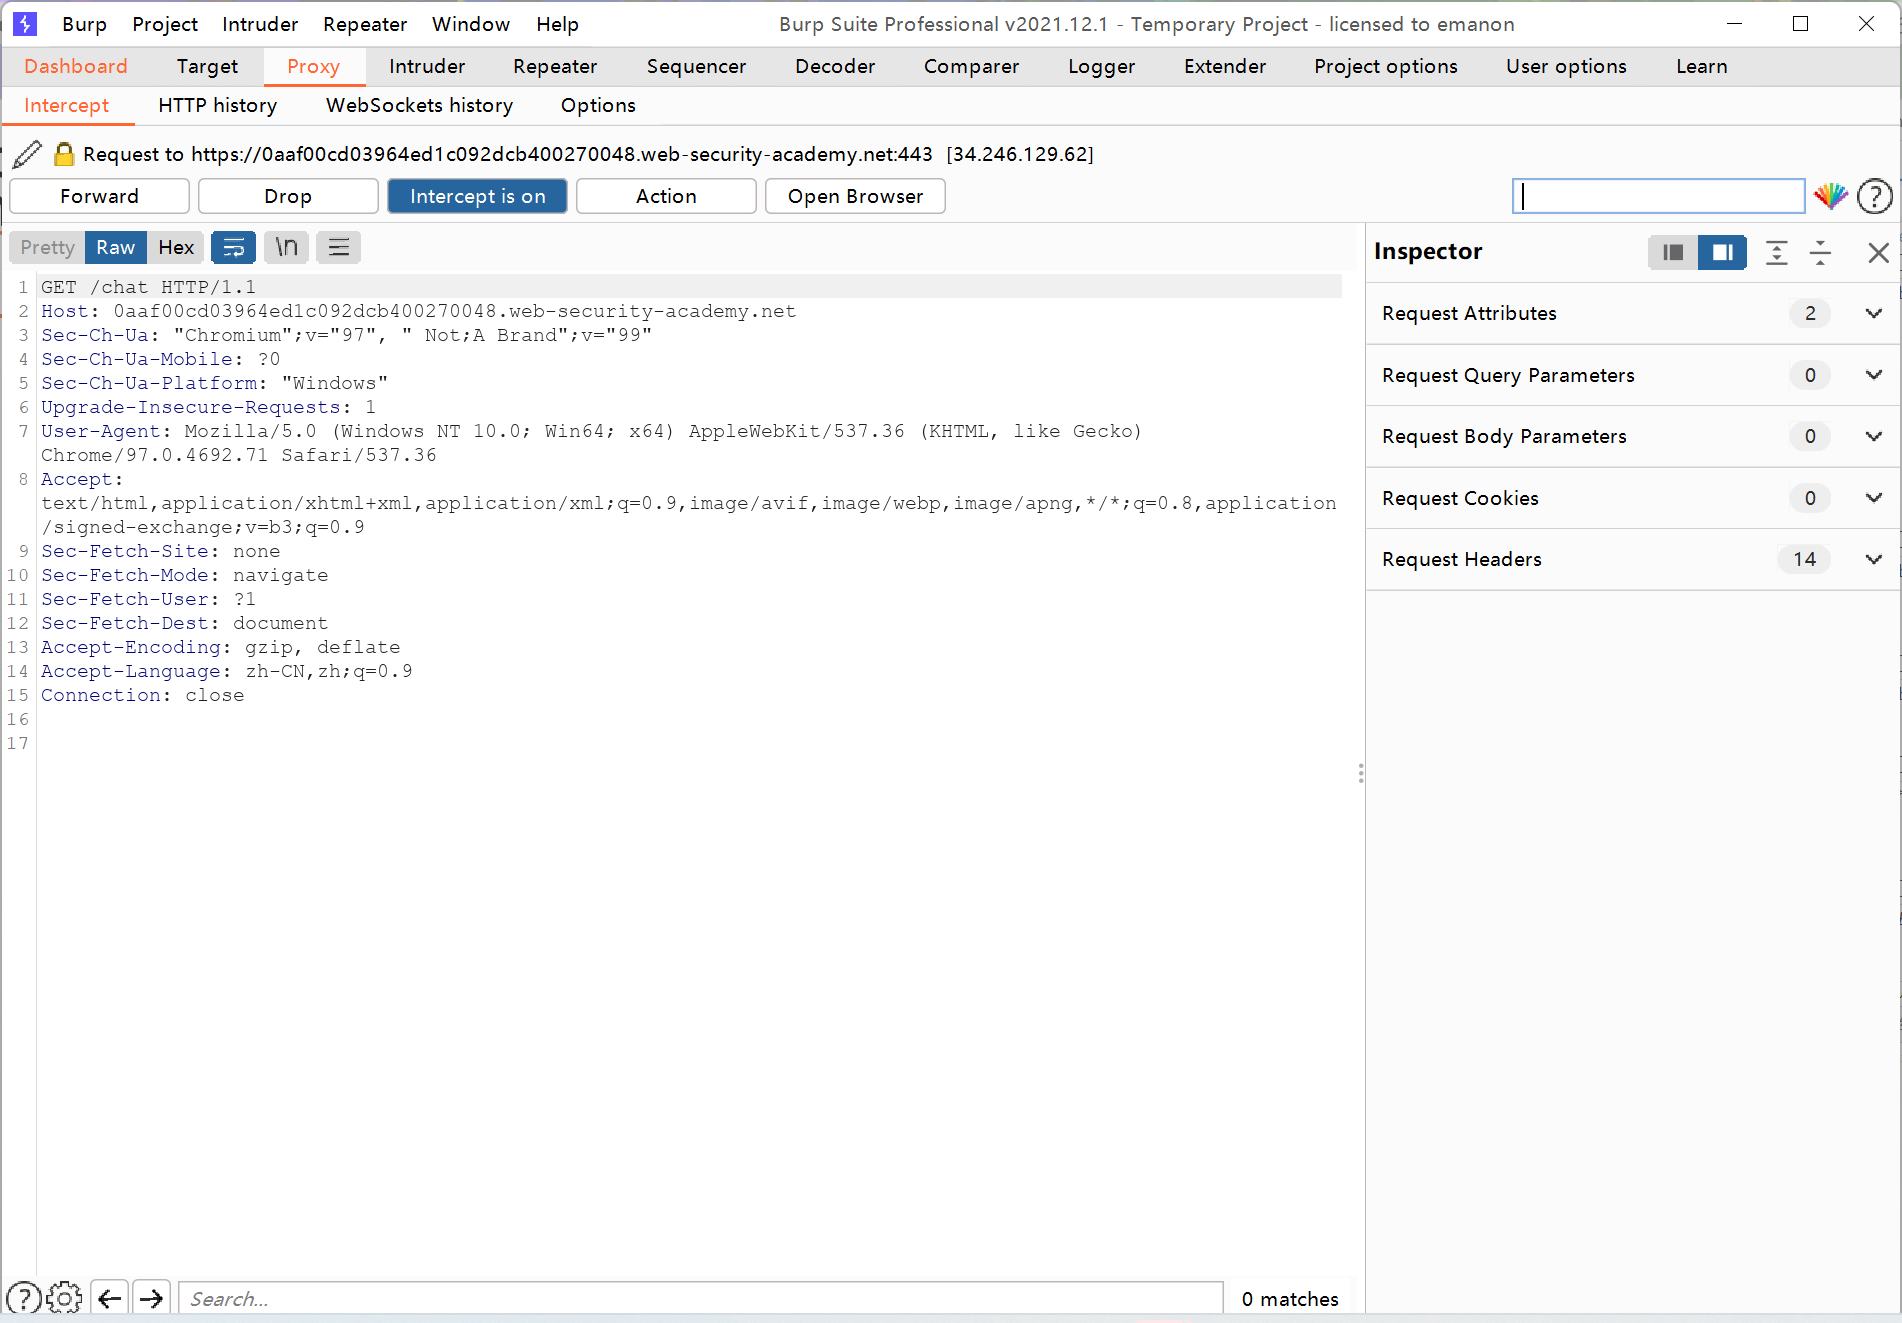 Burp Project Intruder Repeater Window Help Burp Suite Professional v2021.12.1 - Temporary Project - licensed to emanon
Dashboard Target Proxy Intruder Repeater Sequencer Decoder Comparer Logger Extender Project options User options Learn
Intercept HTTP history WebSockets history Options
Request to https://0aaf00cd03964ed1c092dcb400270048.web-security-academy.net:443 [34.246.129.62]
Forward Drop Intercept is on Action Open Browser ?
Pretty Raw Hex \n
Inspector
1 GET /chat HTTP/1.1
2 Host: 0aaf00cd03964ed1c092dcb400270048.web-security-academy.net
3 Sec-Ch-Ua: "Chromium";v="97", " Not;A Brand";v="99"
4 Sec-Ch-Ua-Mobile: ?0
5 Sec-Ch-Ua-Platform: "Windows"
6 Upgrade-Insecure-Requests: 1
7 User-Agent: Mozilla/5.0 (Windows NT 10.0; Win64; x64) AppleWebKit/537.36 (KHTML, like Gecko)
Chrome/97.0.4692.71 Safari/537.36
8 Accept:
text/html,application/xhtml+xml,application/xml;q=0.9,image/avif,image/webp,image/apng,*/*;q=0.8,application
/signed-exchange;v=b3;q=0.9
9 Sec-Fetch-Site: none
10 Sec-Fetch-Mode: navigate
11 Sec-Fetch-User: ?1
12 Sec-Fetch-Dest: document
13 Accept-Encoding: gzip, deflate
14 Accept-Language: zh-CN,zh;q=0.9
15 Connection: close
16
17
Request Attributes 2
Request Query Parameters 0
Request Body Parameters 0
Request Cookies 0
Request Headers 14
? Search... 0 matches